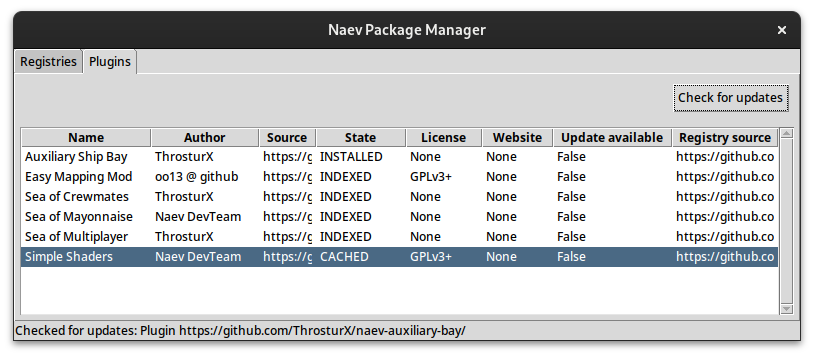 Naev Package Manager
Registries Plugins
Check for updates
Name Author Source State License Website Update available Registry source
Auxiliary Ship Bay ThrosturX https://g INSTALLED None None False https://github.co
Easy Mapping Mod oo13 @ github https://g INDEXED GPLv3+ None False https://github.co
Sea of Crewmates ThrosturX https://g INDEXED None None False https://github.co
Sea of Mayonnaise Naev DevTeam https://g INDEXED None None False https://github.co
Sea of Multiplayer ThrosturX https://g INDEXED None None False https://github.co
Simple Shaders Naev DevTeam https://g CACHED GPLv3+ None False https://github.co
Checked for updates: Plugin https://github.com/ThrosturX/naev-auxiliary-bay/